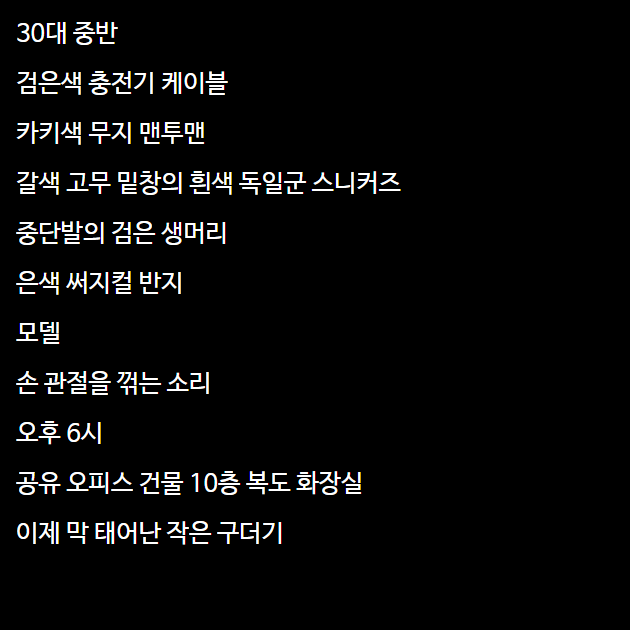 30대 중반
검은색 충전기 케이블
카키색 무지 맨투맨
갈색 고무 밑창의 흰색 독일군 스니커즈
중단발의 검은 생머리
은색 써지컬 반지
모델
손 관절을 꺾는 소리
오후 6시
공유 오피스 건물 10층 복도 화장실
이제 막 태어난 작은 구더기